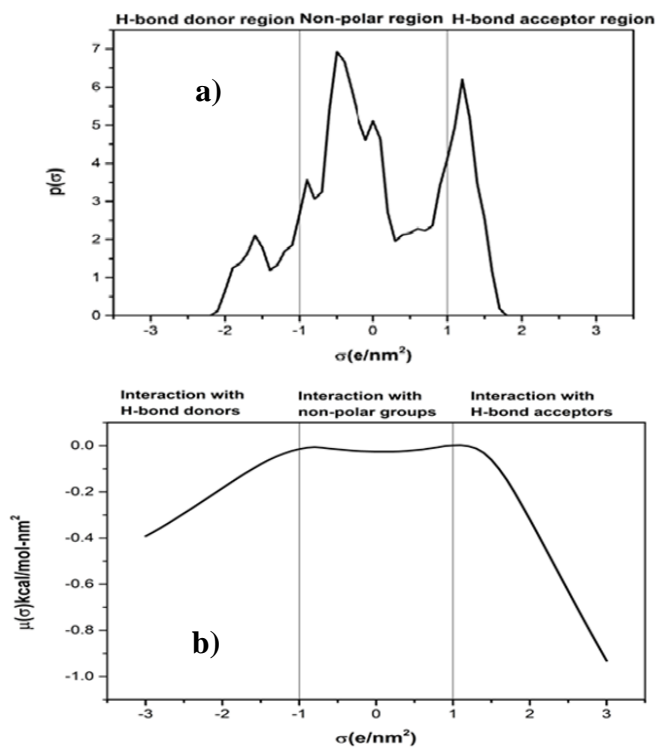 H-bond donor region Non-polar region H-bond acceptor region
a)
7
6
5
4
3
2
1
0
p(σ)
-3 -2 -1 0 1 2 3
σ(e/nm²)
Interaction with H-bond donors
Interaction with non-polar groups
Interaction with H-bond acceptors
0.0
-0.2
-0.4
-0.6
-0.8
-1.0
μ(σ)kcal/mol-nm²
b)
-3 -2 -1 0 1 2 3
σ(e/nm²)